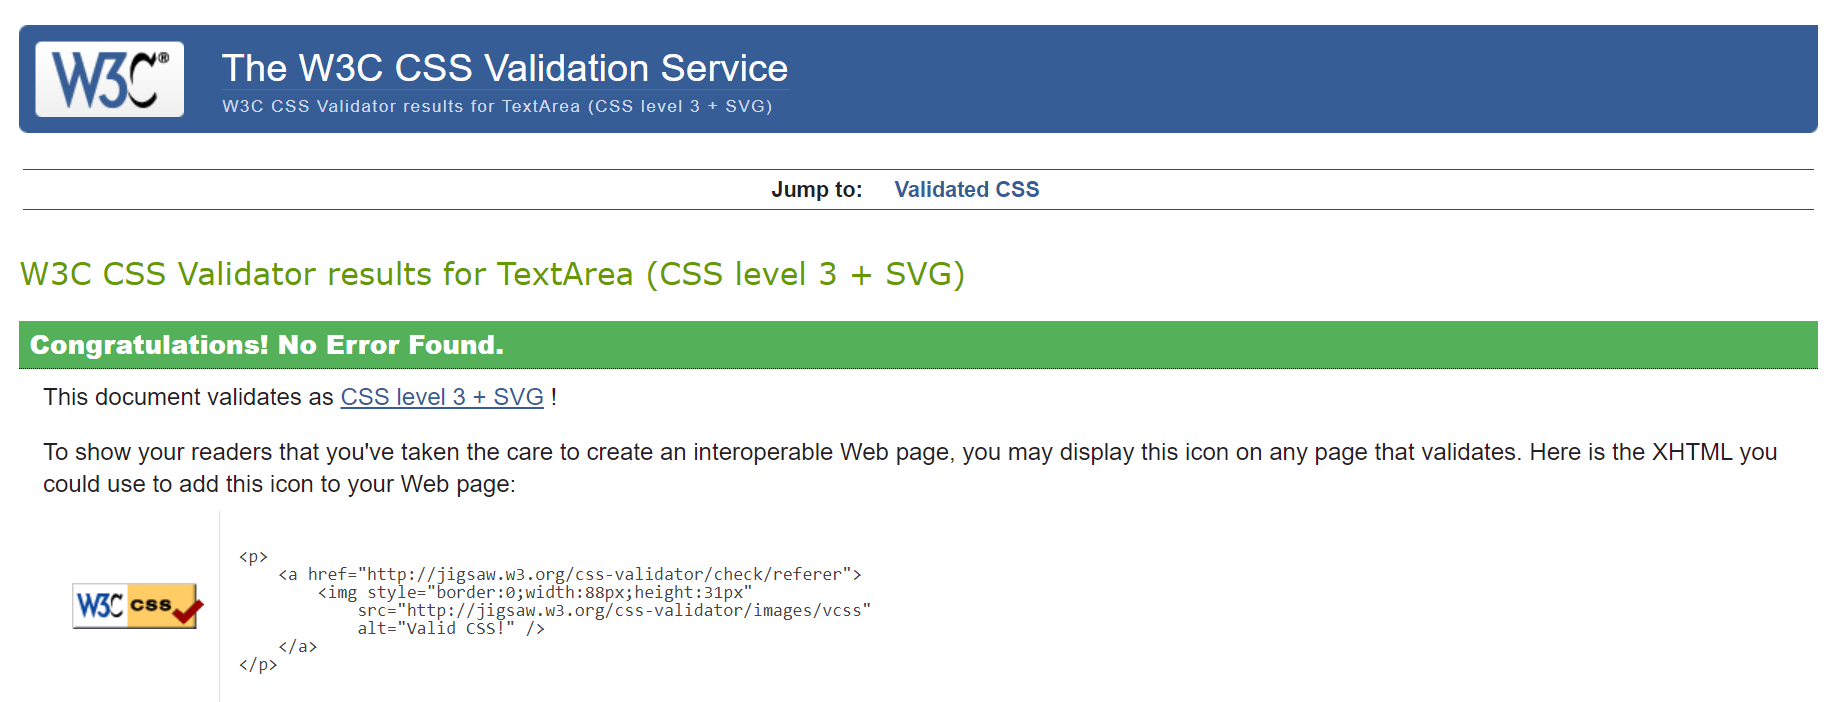 W3C®
The W3C CSS Validation Service
W3C CSS Validator results for TextArea (CSS level 3 + SVG)
Jump to: Validated CSS
W3C CSS Validator results for TextArea (CSS level 3 + SVG)
Congratulations! No Error Found.
This document validates as CSS level 3 + SVG !
To show your readers that you've taken the care to create an interoperable Web page, you may display this icon on any page that validates. Here is the XHTML you
could use to add this icon to your Web page:
W3C css
<p>
    <a href="http://jigsaw.w3.org/css-validator/check/referer">
        <img style="border:0;width:88px;height:31px"
            src="http://jigsaw.w3.org/css-validator/images/vcss"
            alt="Valid CSS!" />
    </a>
</p>